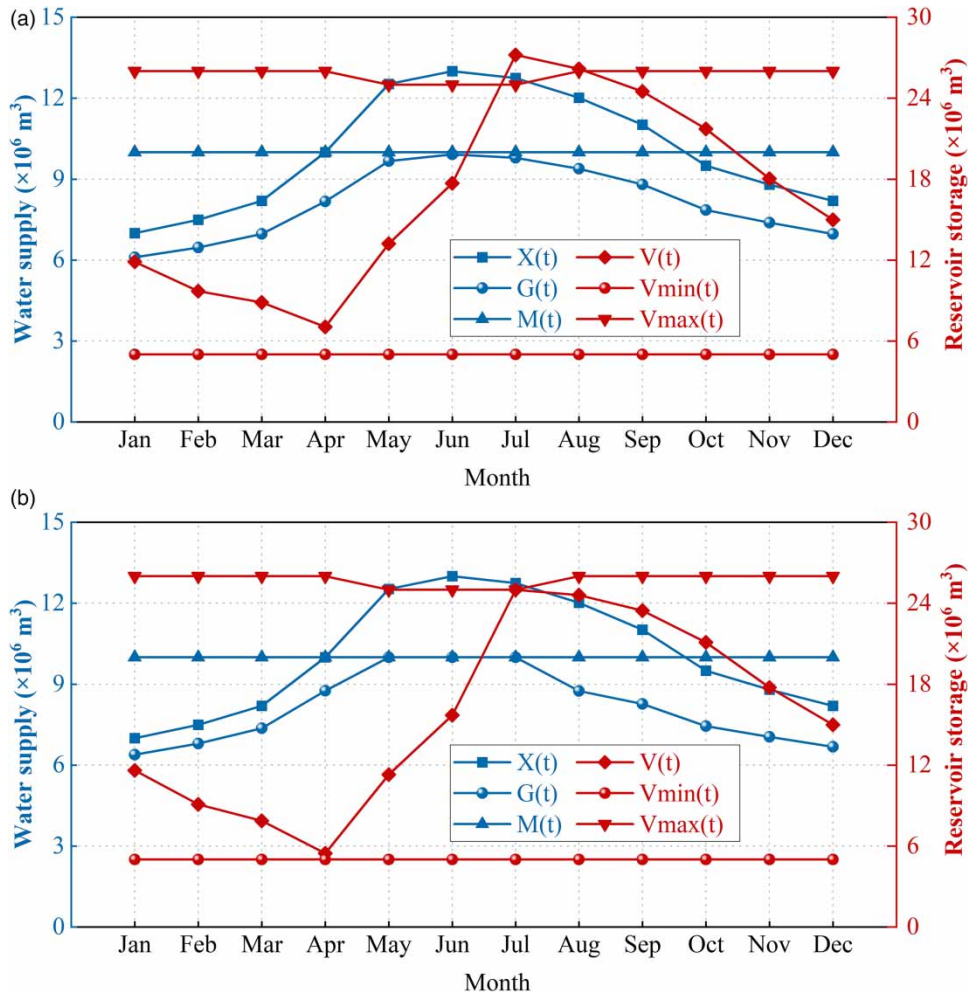 (a)
15
12
9
6
3
0
Water supply (×10⁶ m³)
30
24
18
12
6
0
Reservoir storage (×10⁶ m³)
X(t) V(t)
G(t) Vmin(t)
M(t) Vmax(t)
Jan Feb Mar Apr May Jun Jul Aug Sep Oct Nov Dec
Month
(b)
15
12
9
6
3
0
Water supply (×10⁶ m³)
30
24
18
12
6
0
Reservoir storage (×10⁶ m³)
X(t) V(t)
G(t) Vmin(t)
M(t) Vmax(t)
Jan Feb Mar Apr May Jun Jul Aug Sep Oct Nov Dec
Month